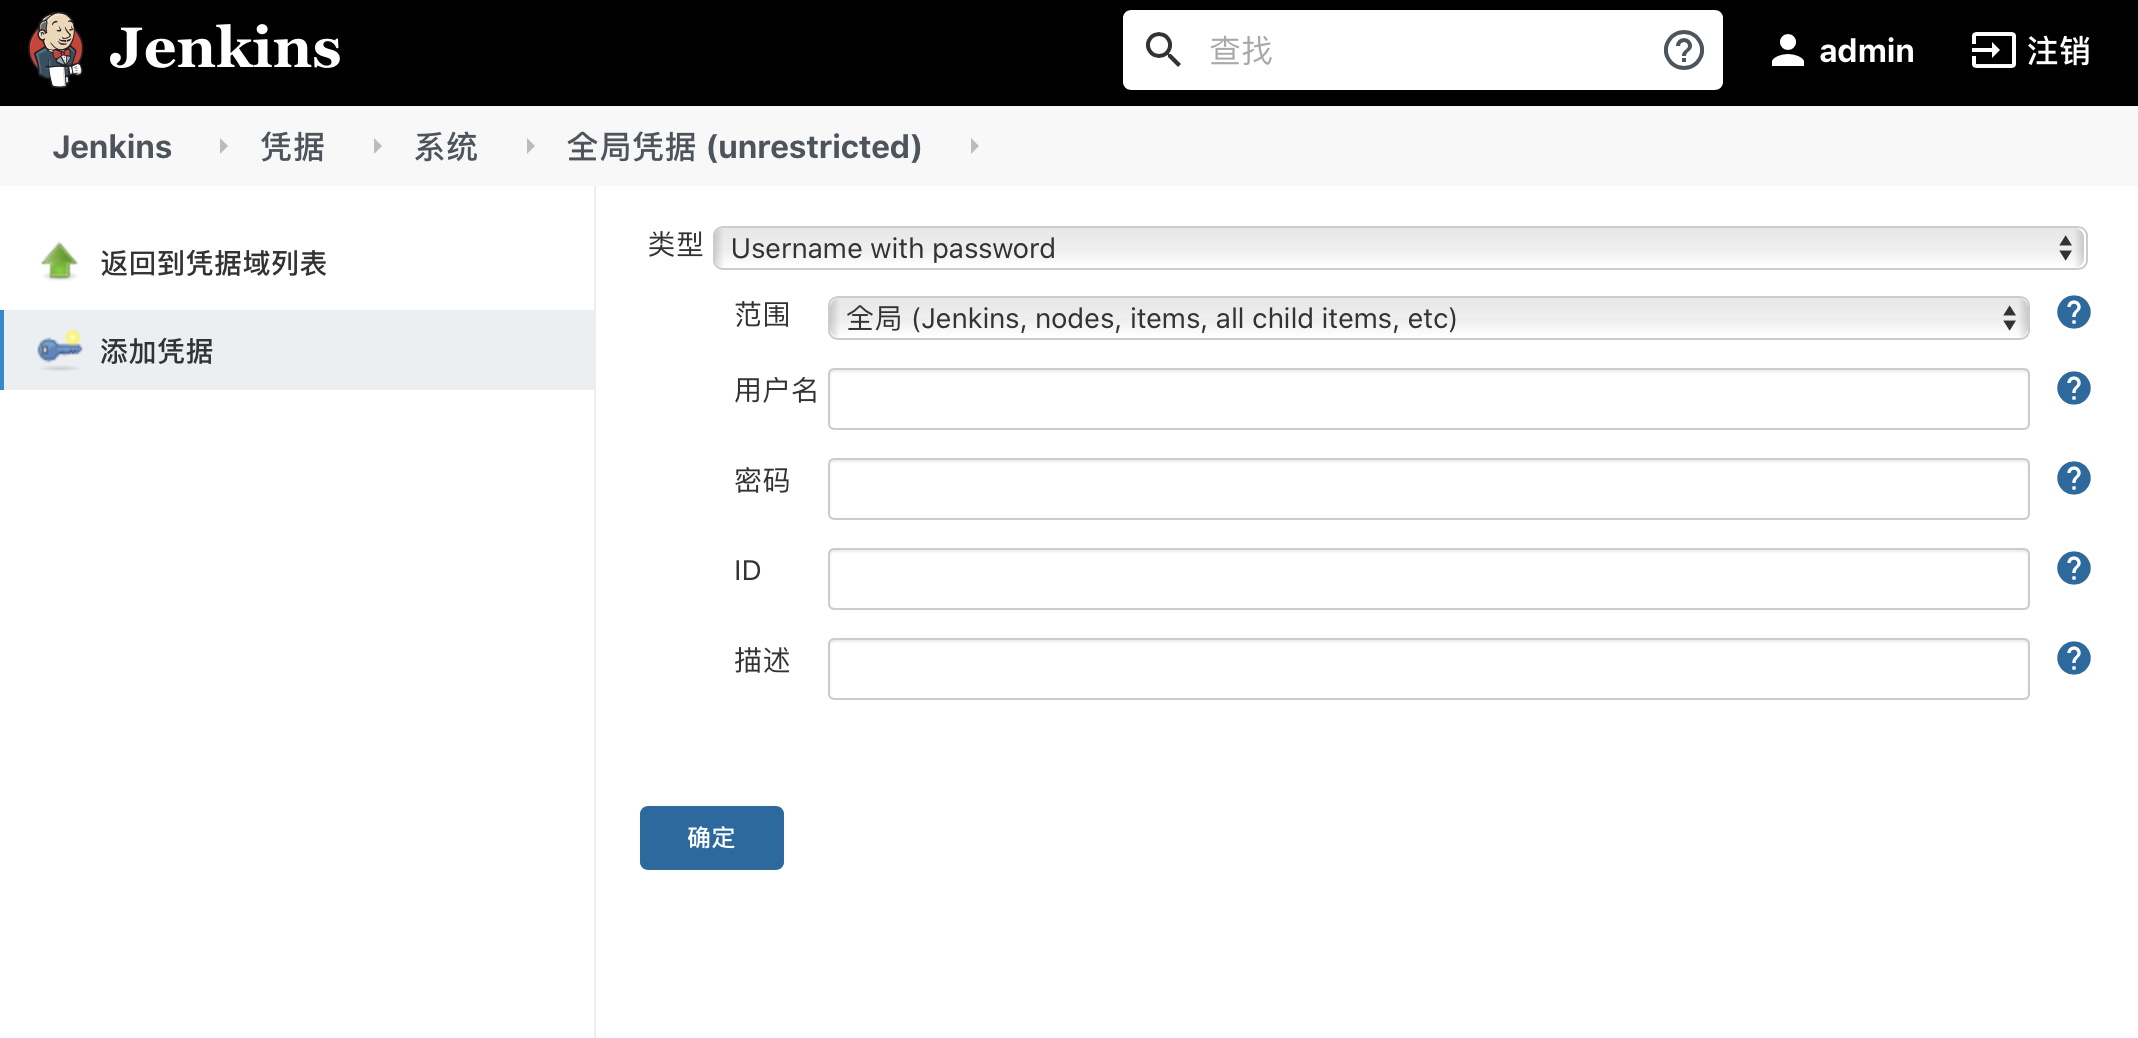 Jenkins
查找
admin
注销
Jenkins 凭据 系统 全局凭据 (unrestricted)
返回到凭据域列表
添加凭据
类型 Username with password
范围 全局 (Jenkins, nodes, items, all child items, etc)
用户名
密码
ID
描述
确定